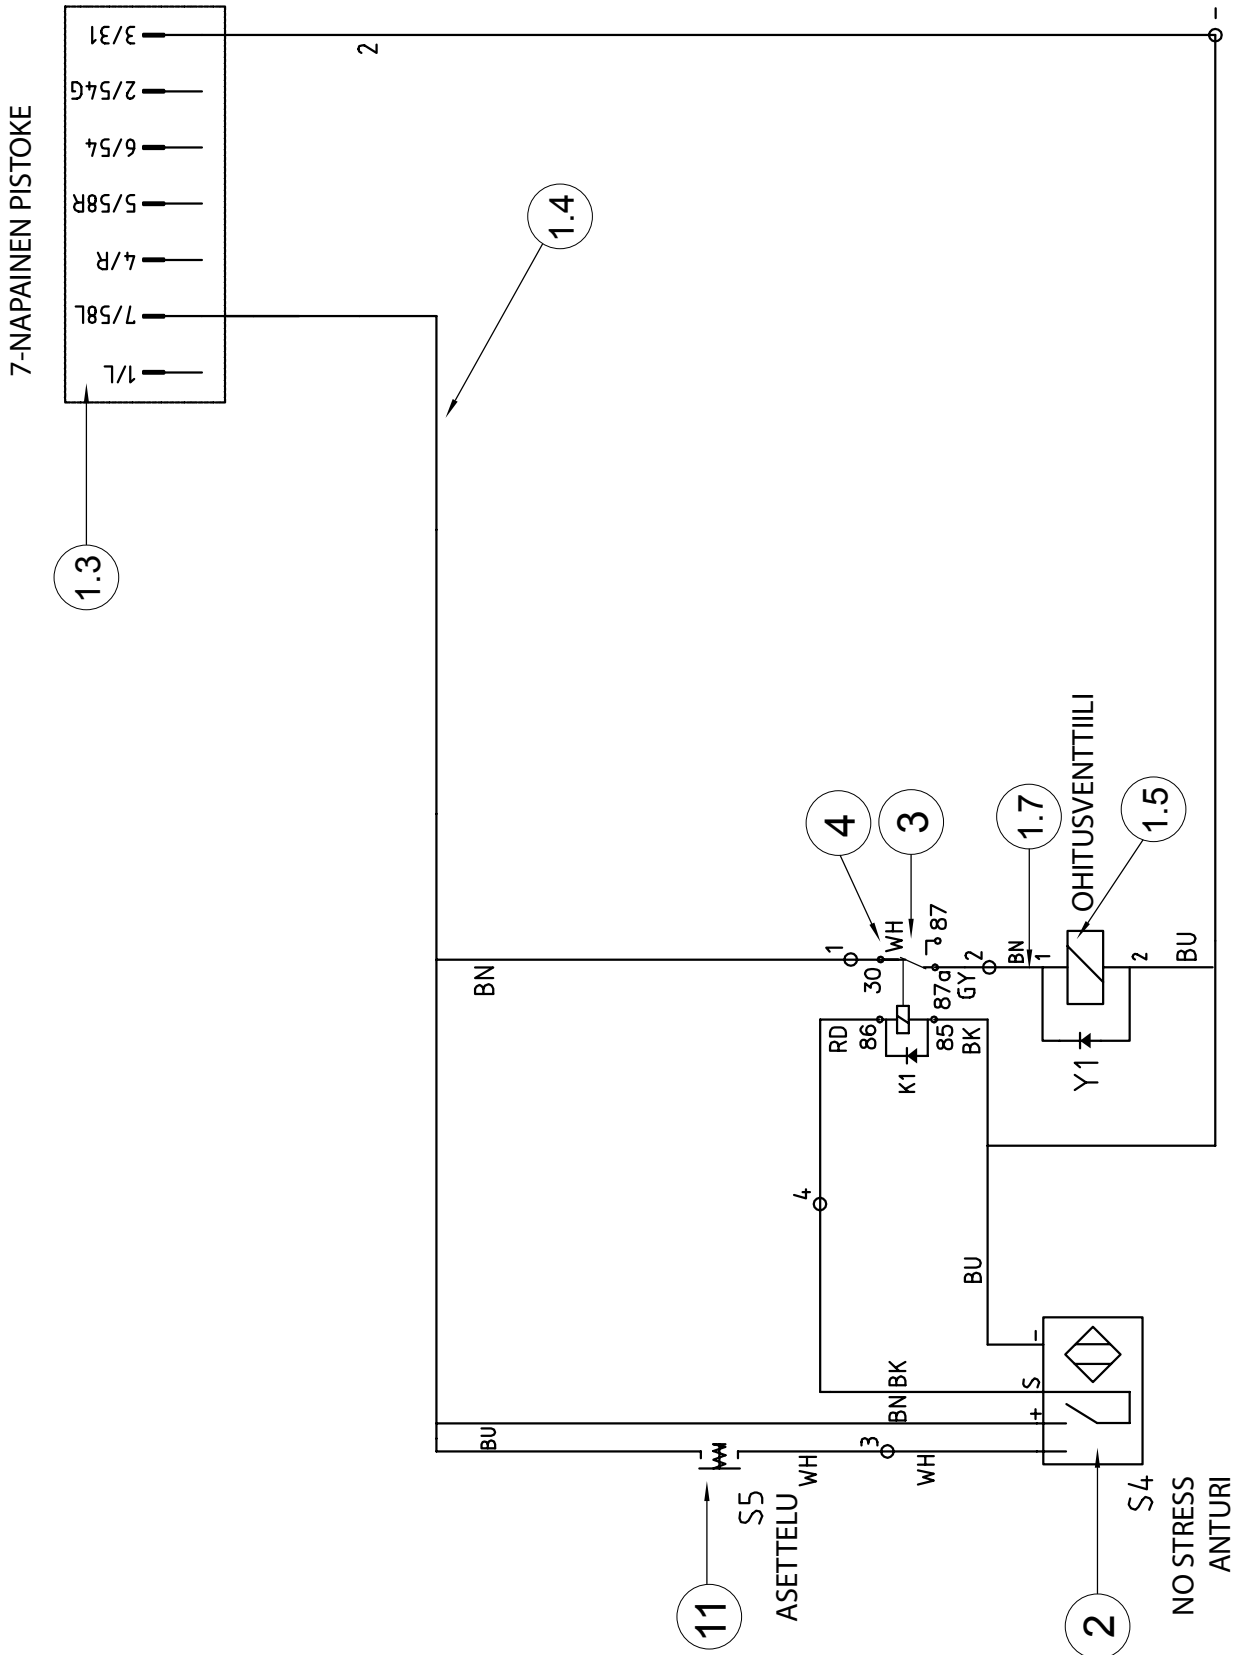 7-NAPAINEN PISTOKE
3/31
2/54G
6/54
5/58R
4/R
7/58L
1/L
2
-
1.3
1.4
BN
1
4
3
WH
30
87
87a
GY
2
BN
1
1.7
OHITUSVENTTIILI
1.5
2
BU
Y1
RD
86
85
BK
K1
4
BU
-
S
+
BK
BN
BU
3
WH
WH
S5
ASETTELU
11
S4
NO STRESS
ANTURI
2